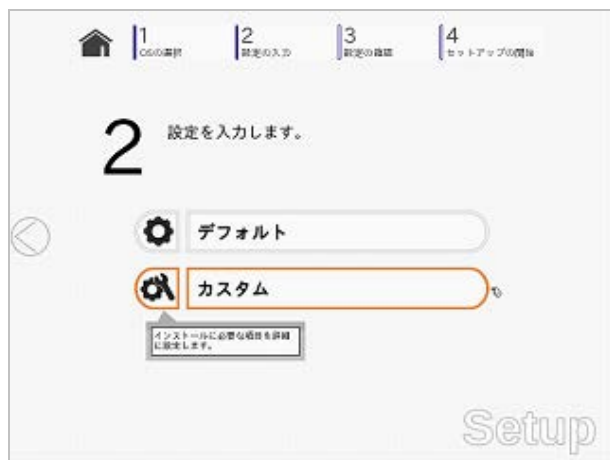 1
OSの選択
2
設定の入力
3
設定の確認
4
セットアップの開始
2
設定を入力します。
デフォルト
カスタム
インストールに必要な項目を詳細
に設定します。
Setup